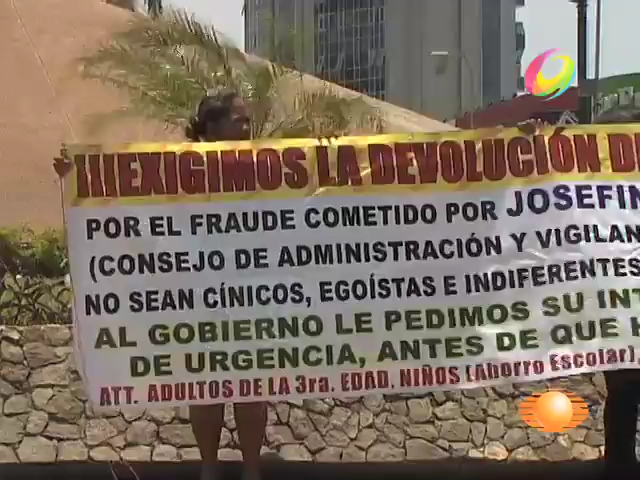 ¡¡¡EXIGIMOS LA DEVOLUCIÓN D
POR EL FRAUDE COMETIDO POR JOSEFIN
(CONSEJO DE ADMINISTRACIÓN Y VIGILAN
NO SEAN CÍNICOS, EGOÍSTAS E INDIFERENTES
AL GOBIERNO LE PEDIMOS SU INT
DE URGENCIA, ANTES DE QUE
ATT. ADULTOS DE LA 3ra. EDAD, NIÑOS (Ahorro Escolar),